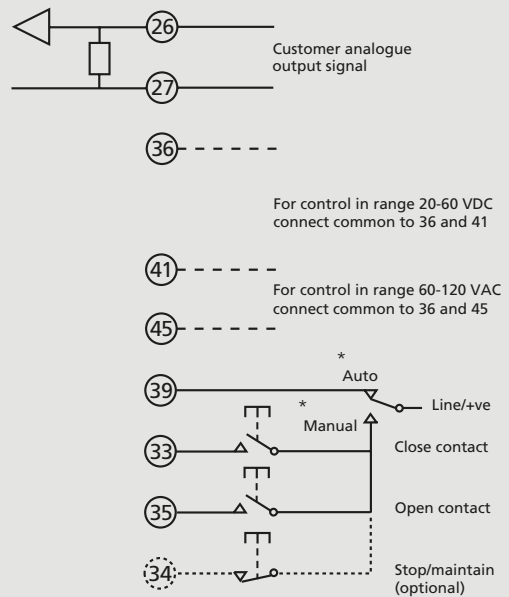 26
Customer analogue
output signal
27
36
For control in range 20-60 VDC
connect common to 36 and 41
41
For control in range 60-120 VAC
connect common to 36 and 45
45
*
Auto
39
Line/+ve
*
Manual
33
Close contact
35
Open contact
34
Stop/maintain
(optional)